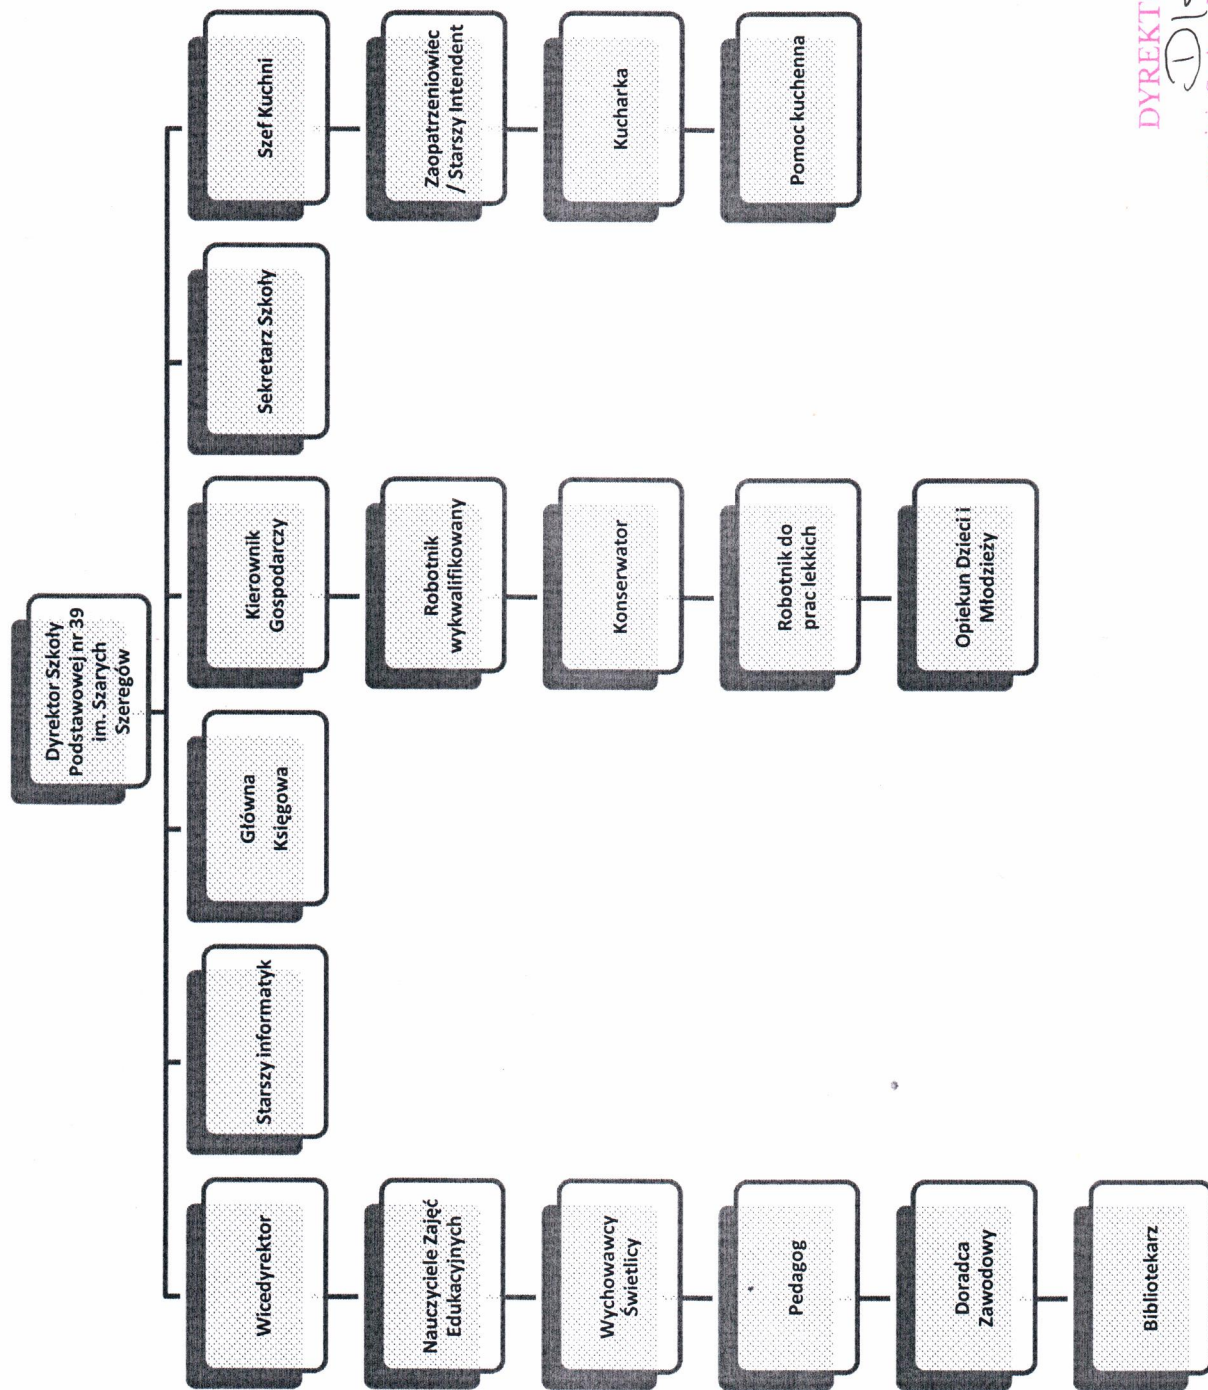 Dyrektor Szkoły
Podstawowej nr 39
im. Szarych
Szeregów
Wicedyrektor
Starszy informatyk
Główna
Księgowa
Kierownik
Gospodarczy
Sekretarz Szkoły
Szef Kuchni
Nauczyciele Zajęć
Edukacyjnych
Robotnik
wykwalifikowany
Zaopatrzeniowiec
/ Starszy Intendent
Wychowawcy
Świetlicy
Konserwator
Kucharka
Pedagog
Robotnik do
prac lekkich
Pomoc kuchenna
Doradca
Zawodowy
Opiekun Dzieci i
Młodzieży
Bibliotekarz
DYREKT